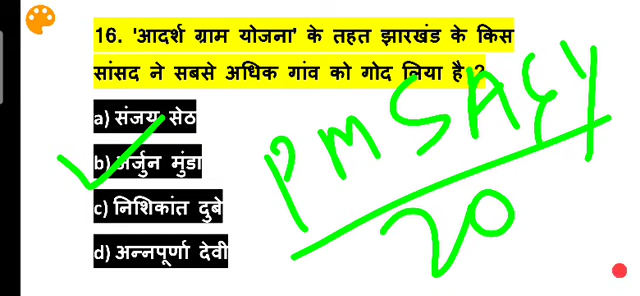 16. 'आदर्श ग्राम योजना' के तहत झारखंड के किस
सांसद ने सबसे अधिक गांव को गोद लिया है ?
a) संजय सेठ
b) अर्जुन मुंडा
c) निशिकांत दुबे
d) अन्नपूर्णा देवी
PMSAGY
20